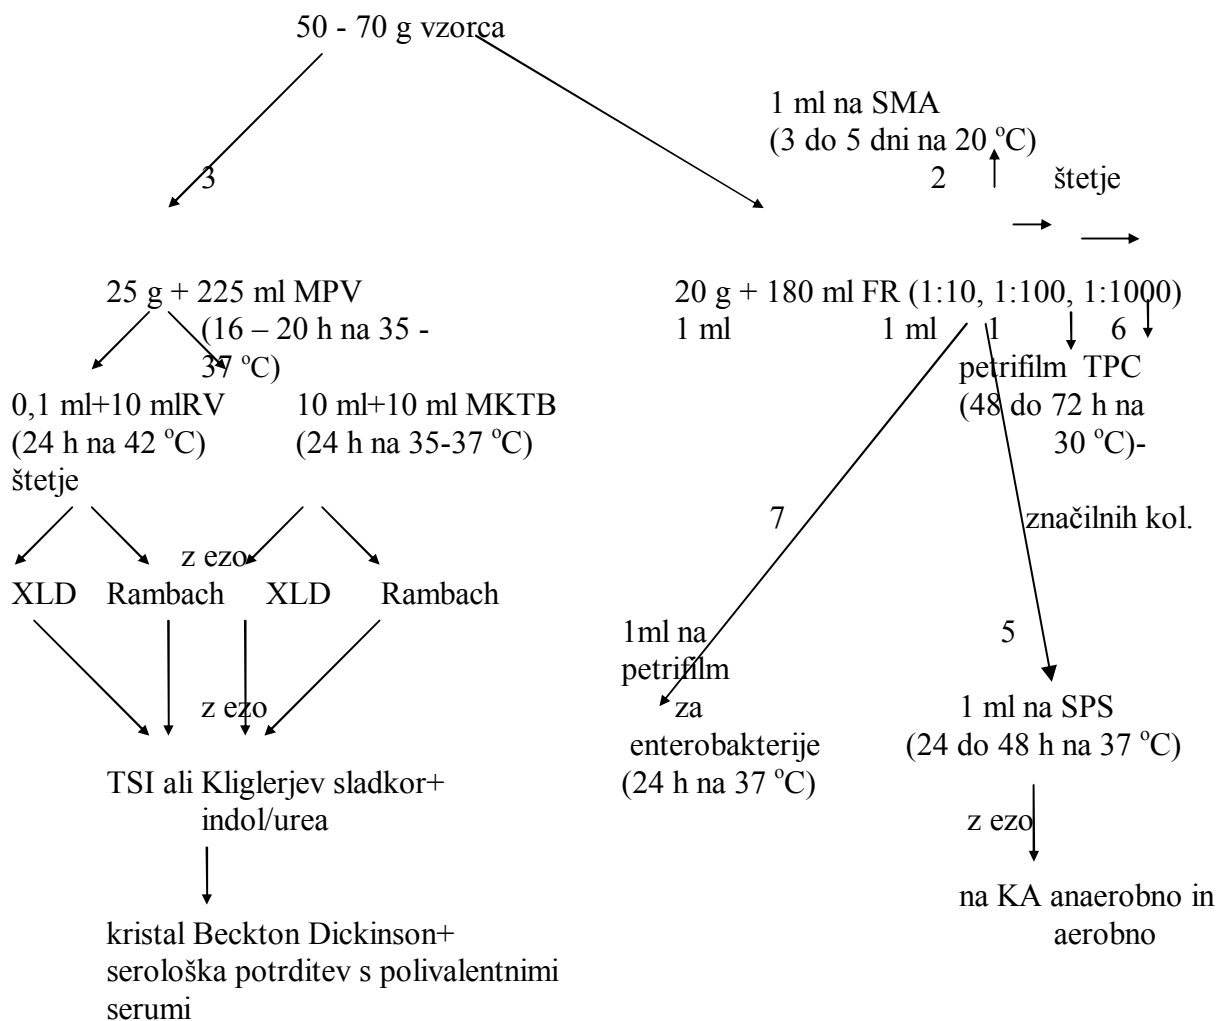 50 - 70 g vzorca
1 ml na SMA
(3 do 5 dni na 20 °C)
3
2 štetje
25 g + 225 ml MPV
(16 – 20 h na 35 -
37 °C)
20 g + 180 ml FR (1:10, 1:100, 1:1000)
1 ml 1 ml 1 6
petrifilm TPC
(48 do 72 h na
30 °C)-
0,1 ml+10 mlRV
(24 h na 42 °C)
štetje
10 ml+10 ml MKTB
(24 h na 35-37 °C)
7
značilnih kol.
z ezo
XLD Rambach XLD Rambach
1ml na
petrifilm
za
enterobakterije
(24 h na 37 °C)
5
1 ml na SPS
(24 do 48 h na 37 °C)
z ezo
TSI ali Kliglerjev sladkor+
indol/urea
z ezo
na KA anaerobno in
aerobno
kristal Beckton Dickinson+
serološka potrditev s polivalentnimi
serumi